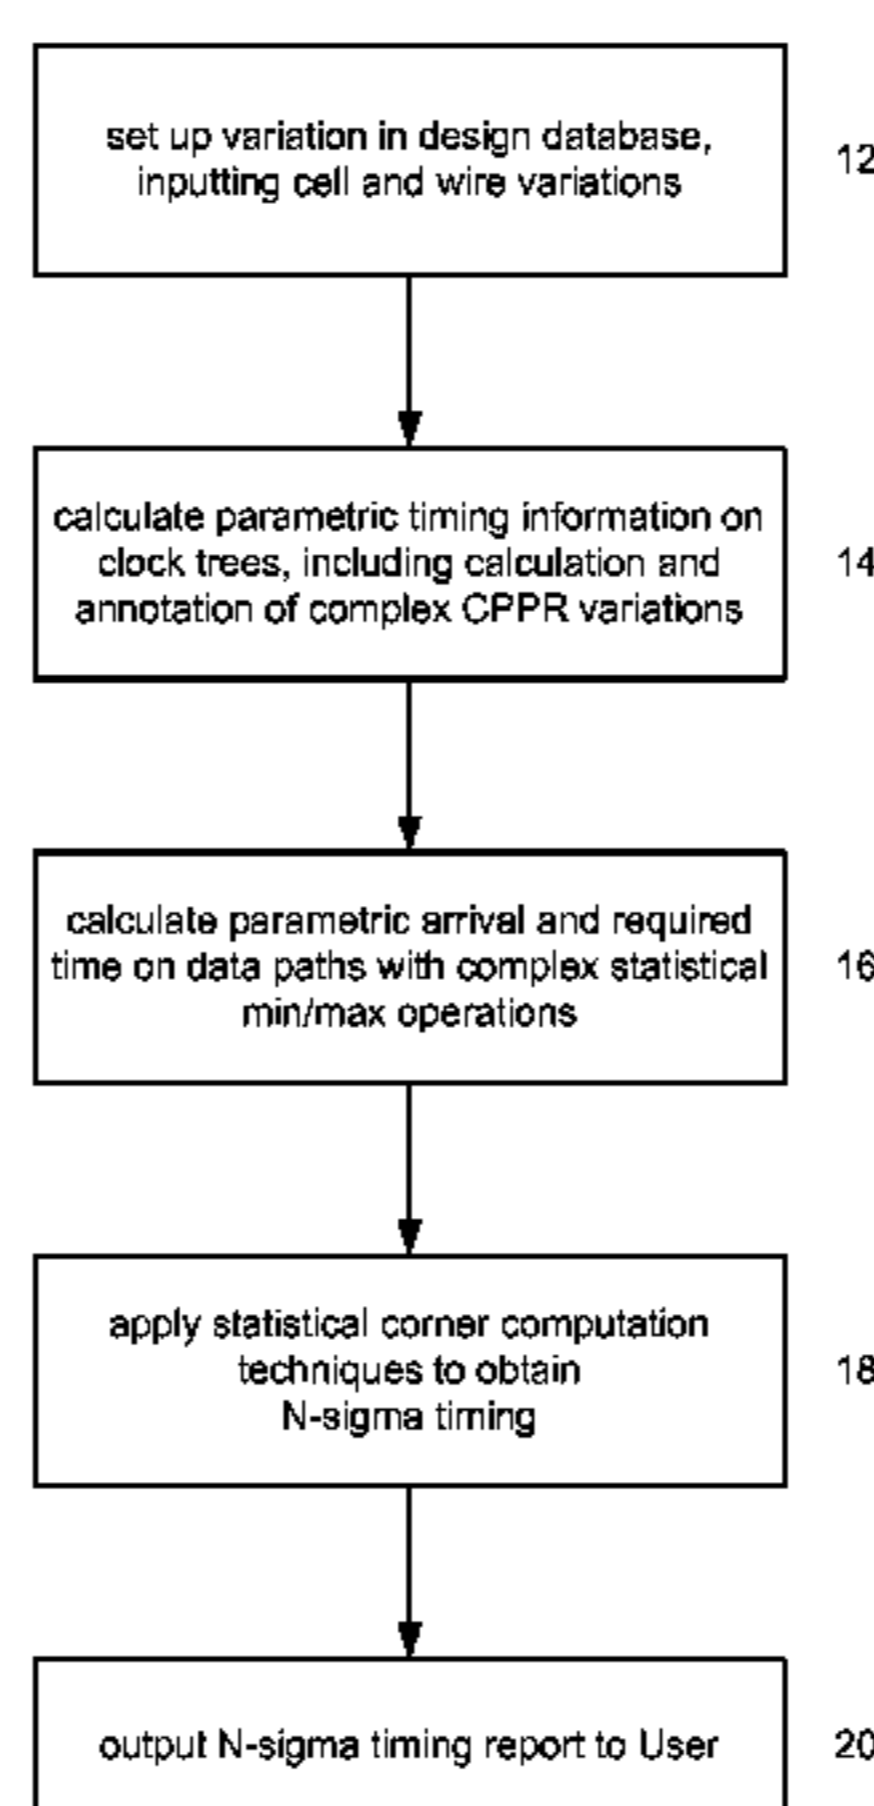 set up variation in design database,
inputting cell and wire variations
12
calculate parametric timing information on
clock trees, including calculation and
annotation of complex CPPR variations
14
calculate parametric arrival and required
time on data paths with complex statistical
min/max operations
16
apply statistical corner computation
techniques to obtain
N-sigma timing
18
output N-sigma timing report to User
20